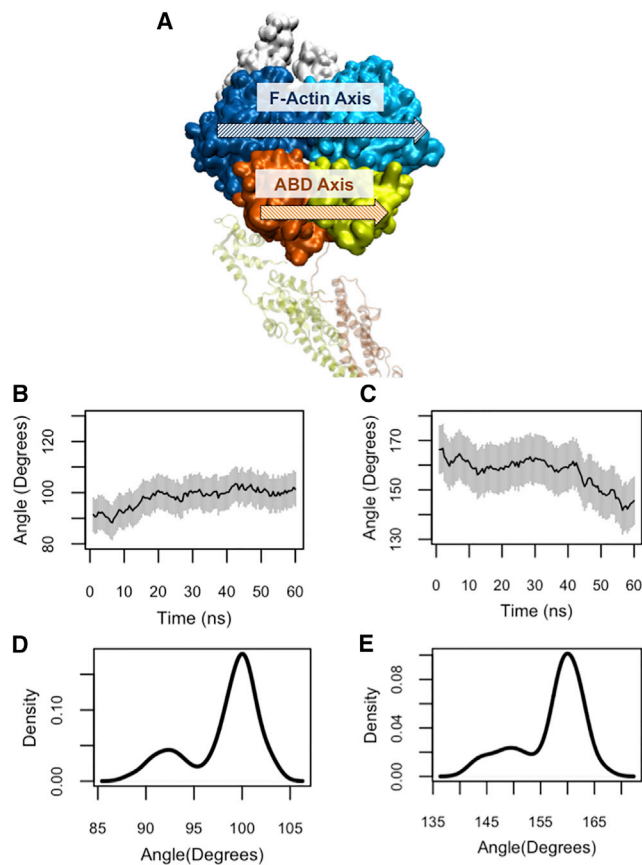 A
F-Actin Axis
ABD Axis
B
Angle (Degrees)
80 100 120
0 10 20 30 40 50 60
Time (ns)
C
Angle (Degrees)
130 150 170
0 10 20 30 40 50 60
Time (ns)
D
Density
0.00 0.10
85 90 95 100 105
Angle(Degrees)
E
Density
0.00 0.04 0.08
135 145 155 165
Angle(Degrees)